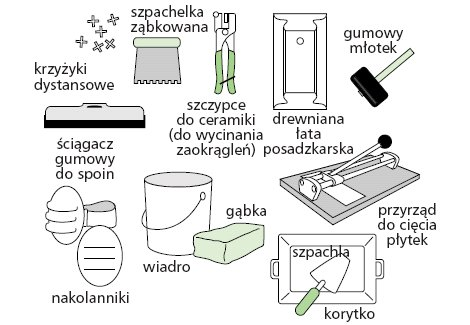 szpachelka
ząbkowana
krzyżyki
dystansowe
szczypce
do ceramiki
(do wycinania
zaokrągleń)
drewniana
łata
posadzkarska
gumowy
młotek
ściągacz
gumowy
do spoin
nakolanniki
wiadro
gąbka
przyrząd
do cięcia
płytek
szpachla
korytko